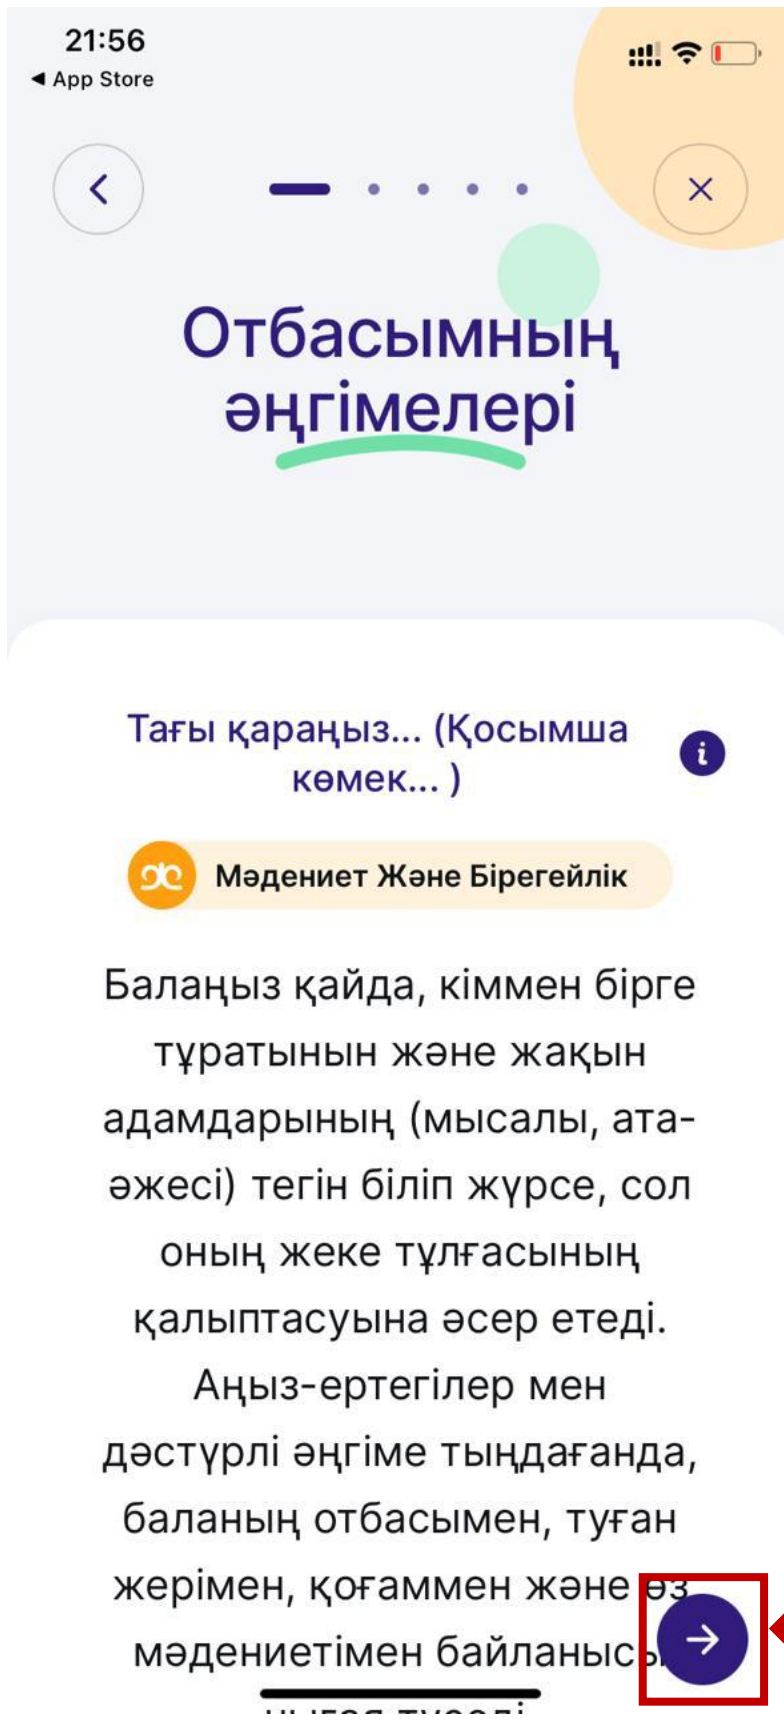 21:56
◀ App Store
Отбасымның
әңгімелері
Тағы қараңыз... (Қосымша
көмек... )
Мәдениет Және Бірегейлік
Балаңыз қайда, кіммен бірге
тұратынын және жақын
адамдарының (мысалы, ата-
әжесі) тегін біліп жүрсе, сол
оның жеке тұлғасының
қалыптасуына әсер етеді.
Аңыз-ертегілер мен
дәстүрлі әңгіме тыңдағанда,
баланың отбасымен, туған
жерімен, қоғаммен және өз
мәдениетімен байланысы